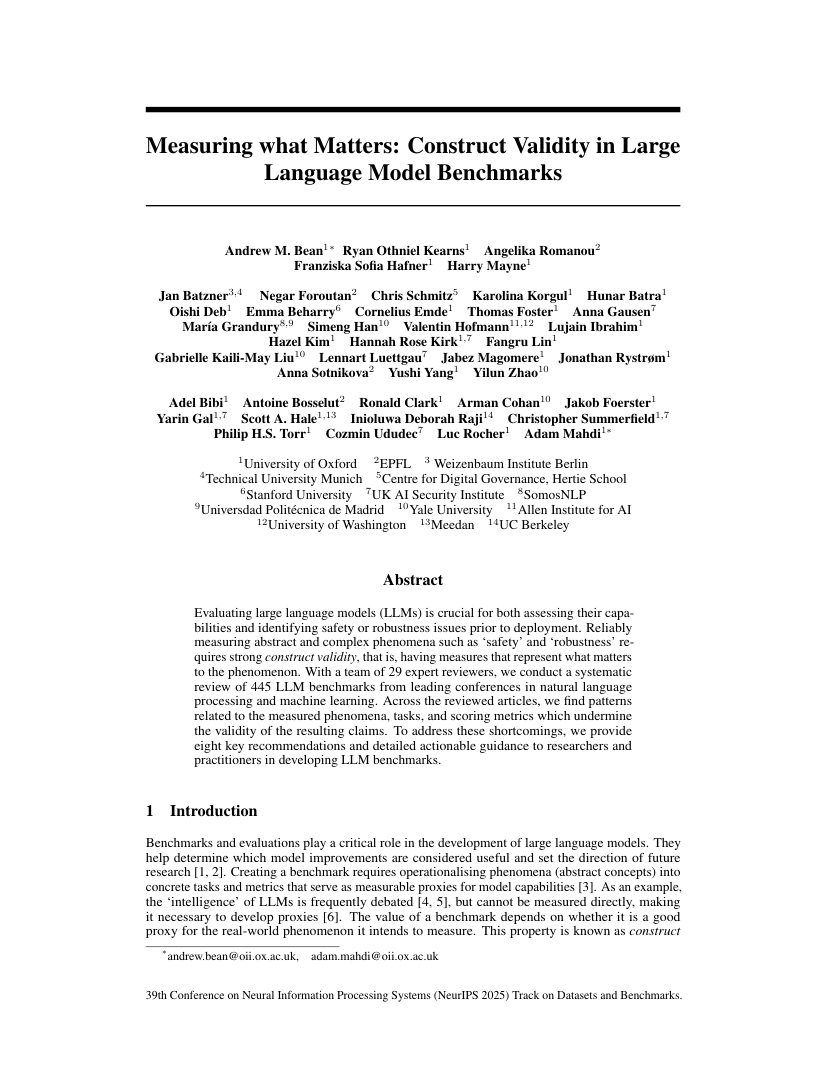 Measuring what Matters: Construct Validity in Large
Language Model Benchmarks
Andrew M. Bean1∗ Ryan Othniel Kearns1 Angelika Romanou2
Franziska Sofia Hafner1 Harry Mayne1
Jan Batzner3,4 Negar Foroutan2 Chris Schmitz5 Karolina Korgul1 Hunar Batra1
Oishi Deb1 Emma Beharry6 Cornelius Emde1 Thomas Foster1 Anna Gausen7
María Grandury8,9 Simeng Han10 Valentin Hofmann11,12 Lujain Ibrahim1
Hazel Kim1 Hannah Rose Kirk1,7 Fangru Lin1
Gabrielle Kaili-May Liu10 Lennart Luettgau7 Jabez Magomere1 Jonathan Rystrøm1
Anna Sotnikova2 Yushi Yang1 Yilun Zhao10
Adel Bibi1 Antoine Bosselut2 Ronald Clark1 Arman Cohan10 Jakob Foerster1
Yarin Gal1,7 Scott A. Hale1,13 Inioluwa Deborah Raji14 Christopher Summerfield1,7
Philip H.S. Torr1 Cozmin Ududec7 Luc Rocher1 Adam Mahdi1∗
1University of Oxford 2EPFL 3 Weizenbaum Institute Berlin
4Technical University Munich 5Centre for Digital Governance, Hertie School
6Stanford University 7UK AI Security Institute 8SomosNLP
9Universdad Politécnica de Madrid 10Yale University 11Allen Institute for AI
12University of Washington 13Meedan 14UC Berkeley
Abstract
Evaluating large language models (LLMs) is crucial for both assessing their capa-
bilities and identifying safety or robustness issues prior to deployment. Reliably
measuring abstract and complex phenomena such as ‘safety’ and ‘robustness’ re-
quires strong construct validity, that is, having measures that represent what matters
to the phenomenon. With a team of 29 expert reviewers, we conduct a systematic
review of 445 LLM benchmarks from leading conferences in natural language
processing and machine learning. Across the reviewed articles, we find patterns
related to the measured phenomena, tasks, and scoring metrics which undermine
the validity of the resulting claims. To address these shortcomings, we provide
eight key recommendations and detailed actionable guidance to researchers and
practitioners in developing LLM benchmarks.
1 Introduction
Benchmarks and evaluations play a critical role in the development of large language models. They
help determine which model improvements are considered useful and set the direction of future
research [1, 2]. Creating a benchmark requires operationalising phenomena (abstract concepts) into
concrete tasks and metrics that serve as measurable proxies for model capabilities [3]. As an example,
the ‘intelligence’ of LLMs is frequently debated [4, 5], but cannot be measured directly, making
it necessary to develop proxies [6]. The value of a benchmark depends on whether it is a good
proxy for the real-world phenomenon it intends to measure. This property is known as construct
∗andrew.bean@oii.ox.ac.uk, adam.mahdi@oii.ox.ac.uk
39th Conference on Neural Information Processing Systems (NeurIPS 2025) Track on Datasets and Benchmarks.